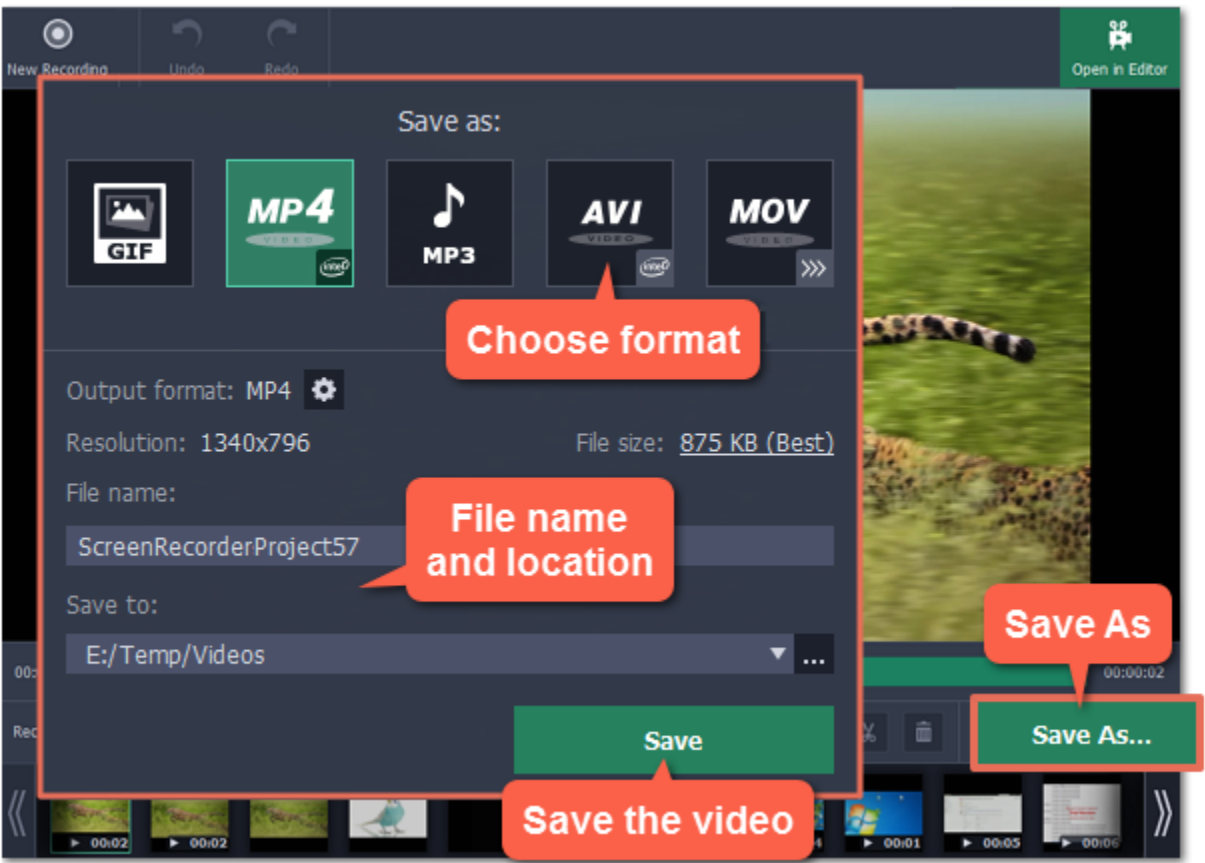 New Recording
Undo
Redo
Open in Editor
Save as:
GIF
MP4
VIDEO
intel
MP3
AVI
VIDEO
intel
MOV
VIDEO
Choose format
Output format: MP4
Resolution: 1340x796
File size: 875 KB (Best)
File name:
File name
and location
ScreenRecorderProject57
Save to:
E:/Temp/Videos
...
Save As
00:00:02
Save
Save As...
Save the video
00:02
00:02
00:01
00:05
00:06